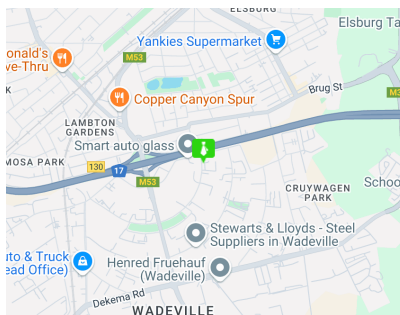 ELSBURG
Elsburg Ta
Yankies Supermarket
onald's
ve-Thru
M53
Brug St
Copper Canyon Spur
LAMBTON
GARDENS
Smart auto glass
MOSA PARK
130
17
M53
CRUYWAGEN
PARK
Schoo
Stewarts & Lloyds - Steel
Suppliers in Wadeville
uto & Truck
ead Office)
Henred Fruehauf
(Wadeville)
Dekema Rd
WADEVILLE